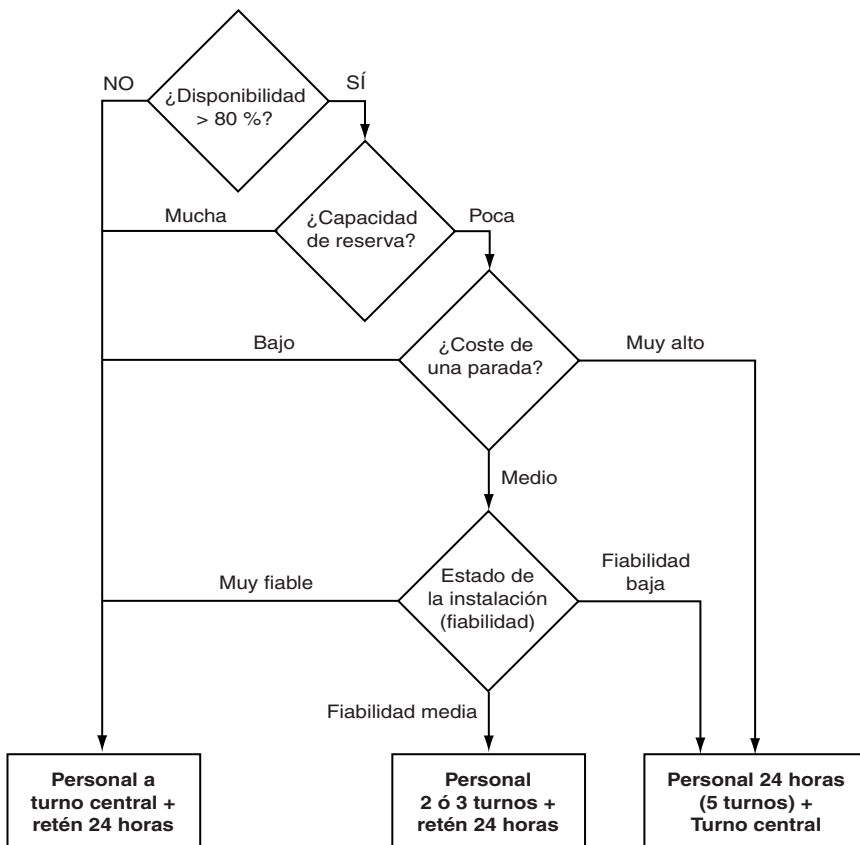 NO
SÍ
¿Disponibilidad
> 80 %?
Mucha
¿Capacidad
de reserva?
Poca
Bajo
¿Coste de
una parada?
Muy alto
Medio
Muy fiable
Estado de
la instalación
(fiabilidad)
Fiabilidad
baja
Fiabilidad media
Personal a
turno central +
retén 24 horas
Personal
2 ó 3 turnos +
retén 24 horas
Personal 24 horas
(5 turnos) +
Turno central